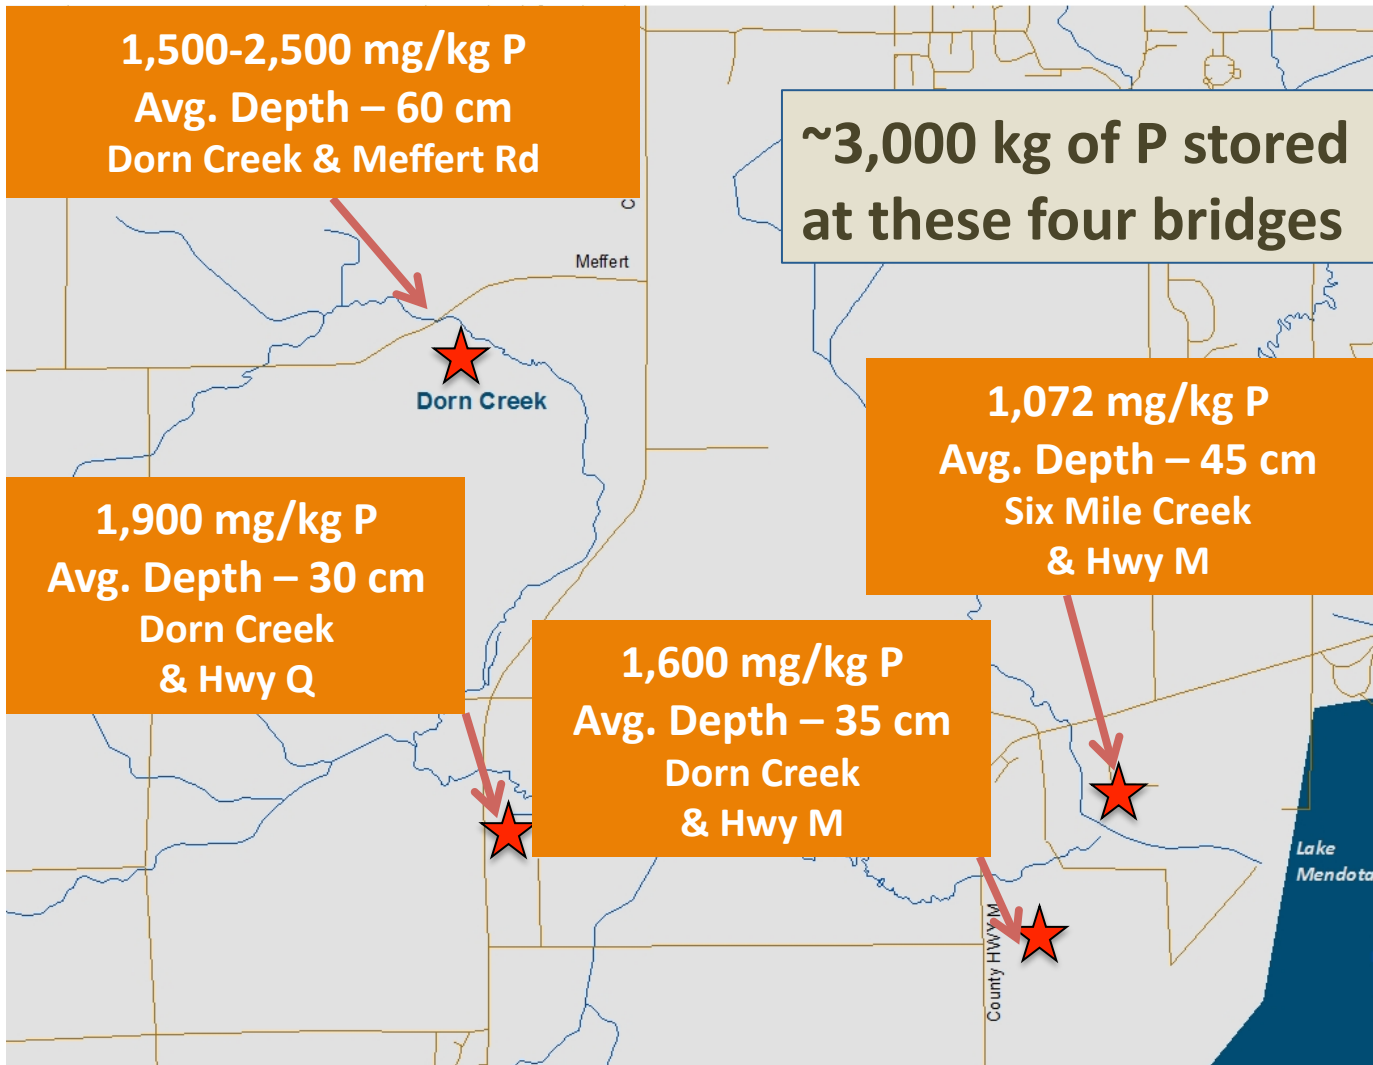 1,500-2,500 mg/kg P
Avg. Depth – 60 cm
Dorn Creek & Meffert Rd
~3,000 kg of P stored
at these four bridges
Meffert
Dorn Creek
1,072 mg/kg P
Avg. Depth – 45 cm
Six Mile Creek
& Hwy M
1,900 mg/kg P
Avg. Depth – 30 cm
Dorn Creek
& Hwy Q
1,600 mg/kg P
Avg. Depth – 35 cm
Dorn Creek
& Hwy M
Lake
Mendota
County HWY M